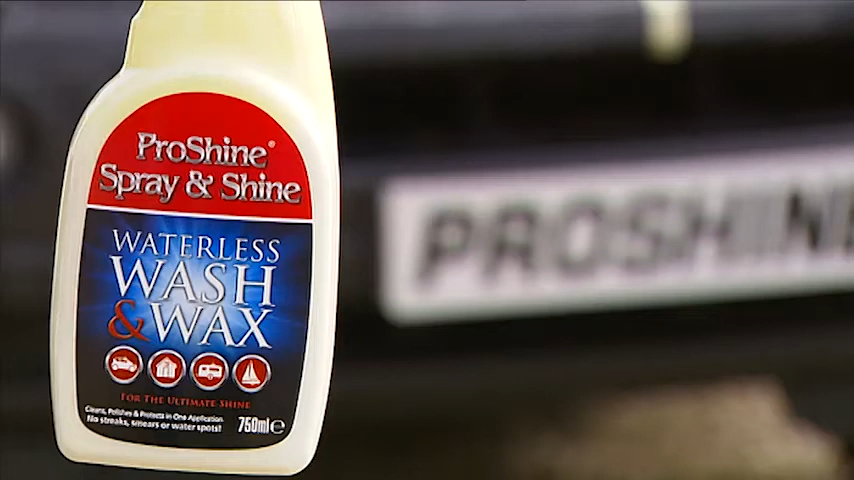 ProShine®
Spray & Shine
WATERLESS
WASH
& WAX
FOR THE ULTIMATE SHINE
Cleans, Polishes & Protects in One Application
No streaks, smears or water spots!
750ml e
PROSHINE